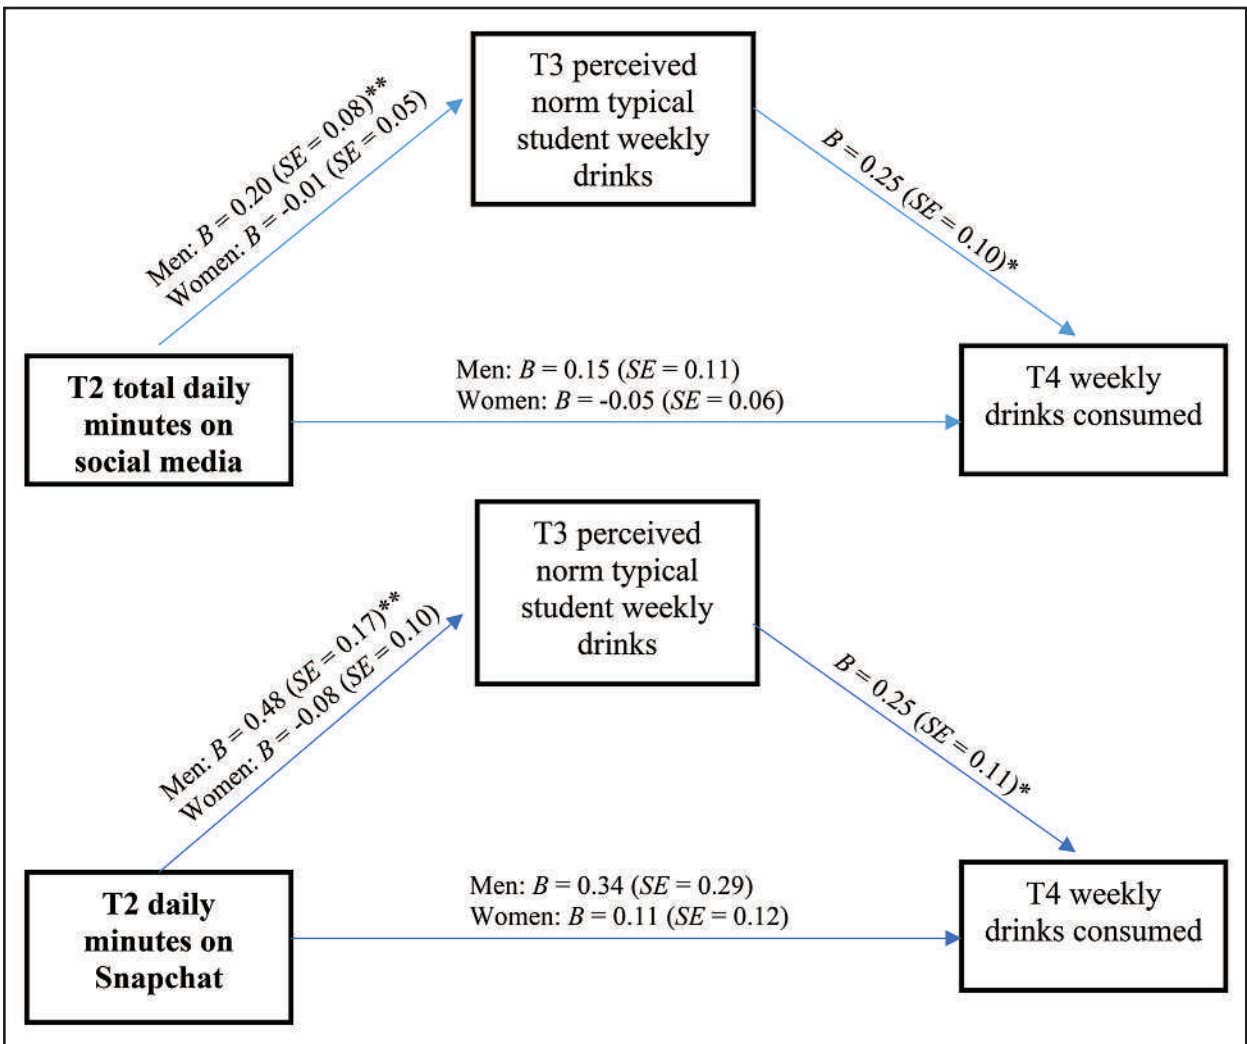 T3 perceived
norm typical
student weekly
drinks
Men: B = 0.20 (SE = 0.08)**
Women: B = -0.01 (SE = 0.05)
B = 0.25 (SE = 0.10)*
T2 total daily
minutes on
social media
Men: B = 0.15 (SE = 0.11)
Women: B = -0.05 (SE = 0.06)
T4 weekly
drinks consumed
T3 perceived
norm typical
student weekly
drinks
Men: B = 0.48 (SE = 0.17)**
Women: B = -0.08 (SE = 0.10)
B = 0.25 (SE = 0.11)*
T2 daily
minutes on
Snapchat
Men: B = 0.34 (SE = 0.29)
Women: B = 0.11 (SE = 0.12)
T4 weekly
drinks consumed